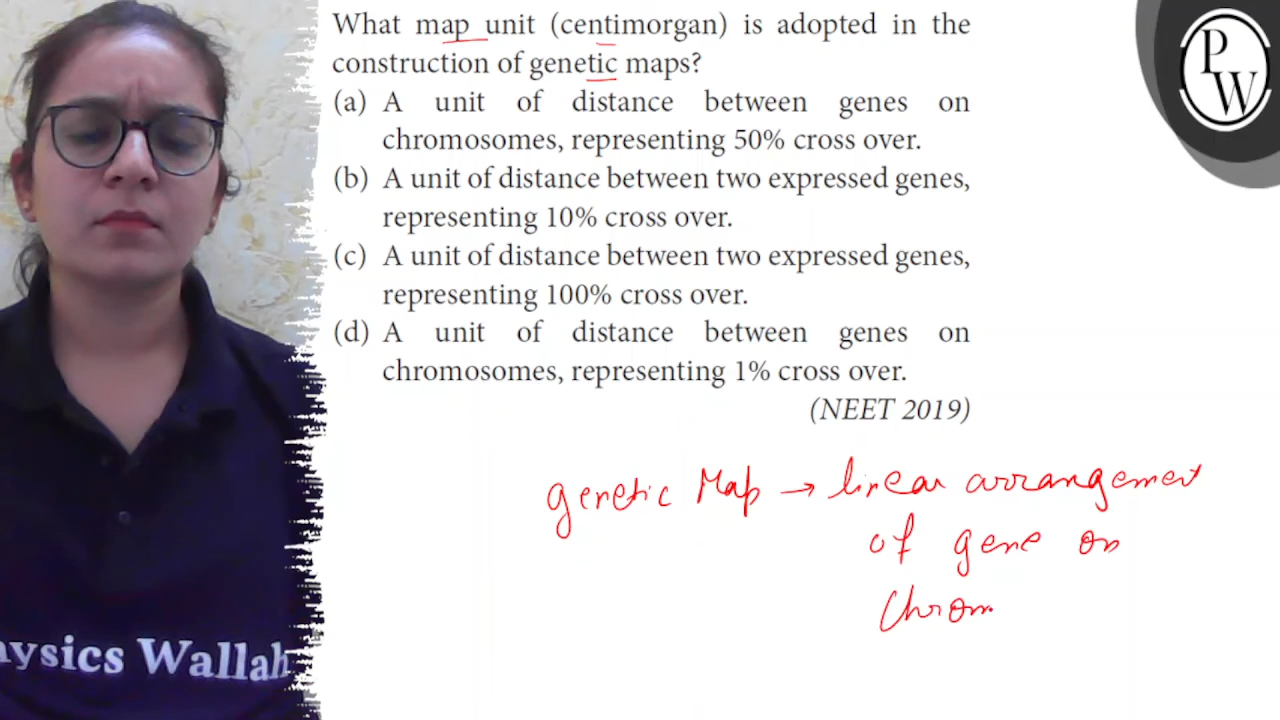 What map unit (centimorgan) is adopted in the
construction of genetic maps?
(a) A unit of distance between genes on
chromosomes, representing 50% cross over.
(b) A unit of distance between two expressed genes,
representing 10% cross over.
(c) A unit of distance between two expressed genes,
representing 100% cross over.
(d) A unit of distance between genes on
chromosomes, representing 1% cross over.
(NEET 2019)
genetic Map → linear arrangement
of gene on
Chrom
PW
hysics Wallah